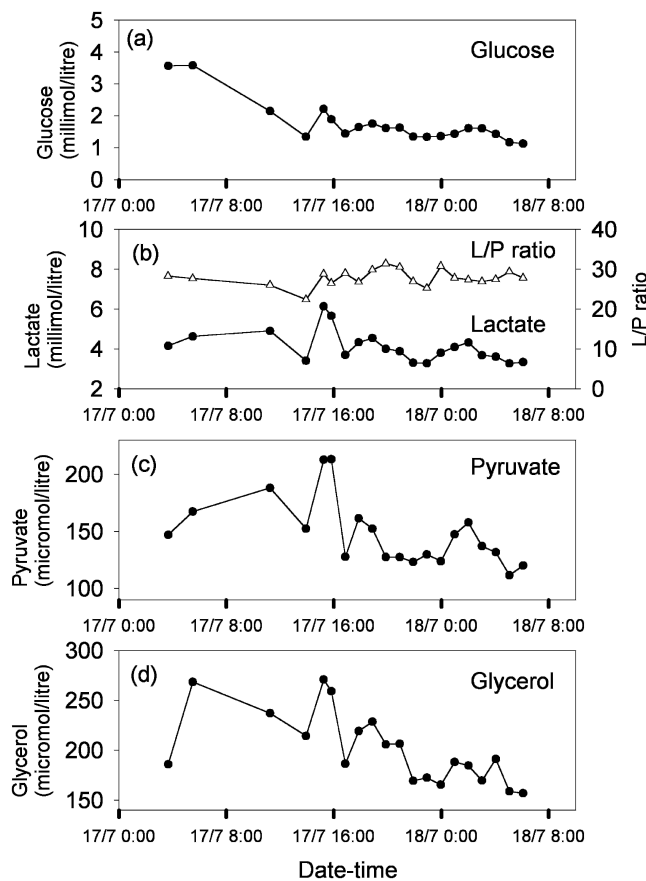 (a)
Glucose
5
4
3
2
1
0
Glucose
(millimol/litre)
17/7 0:00 17/7 8:00 17/7 16:00 18/7 0:00 18/7 8:00
(b)
L/P ratio
Lactate
10
8
6
4
2
Lactate
(millimol/litre)
40
30
20
10
0
L/P ratio
17/7 0:00 17/7 8:00 17/7 16:00 18/7 0:00 18/7 8:00
(c)
Pyruvate
200
150
100
Pyruvate
(micromol/litre)
17/7 0:00 17/7 8:00 17/7 16:00 18/7 0:00 18/7 8:00
(d)
Glycerol
300
250
200
150
Glycerol
(micromol/litre)
17/7 0:00 17/7 8:00 17/7 16:00 18/7 0:00 18/7 8:00
Date-time